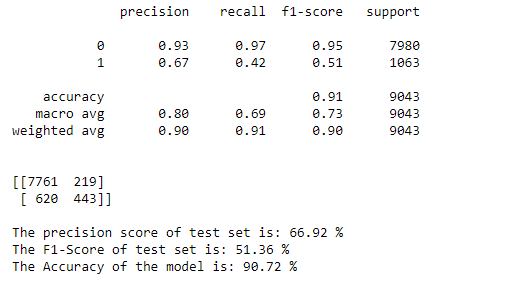 precision recall f1-score support
0 0.93 0.97 0.95 7980
1 0.67 0.42 0.51 1063
accuracy 0.91 9043
macro avg 0.80 0.69 0.73 9043
weighted avg 0.90 0.91 0.90 9043
[[7761 219]
[ 620 443]]
The precision score of test set is: 66.92 %
The F1-Score of test set is: 51.36 %
The Accuracy of the model is: 90.72 %